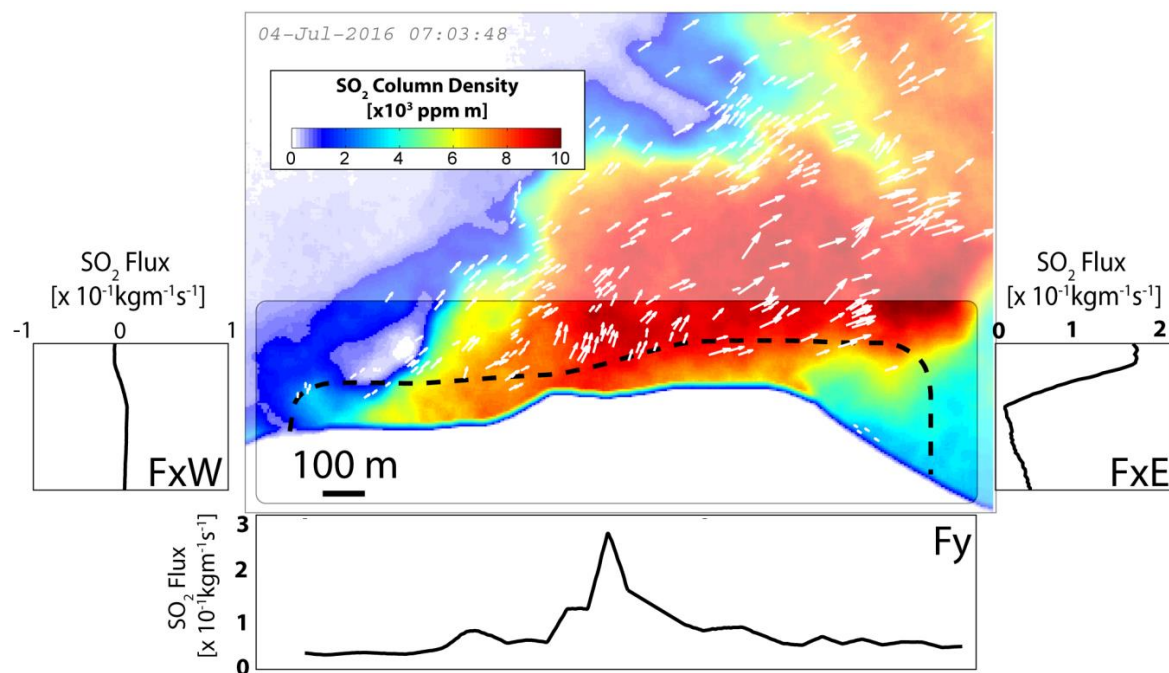 04-Jul-2016 07:03:48
SO₂ Column Density
[x10³ ppm m]
0 2 4 6 8 10
SO₂ Flux
[x 10⁻¹kgm⁻¹s⁻¹]
-1 0 1
FxW
100 m
SO₂ Flux
[x 10⁻¹kgm⁻¹s⁻¹]
0 1 2
FxE
SO₂ Flux
[x 10⁻¹kgm⁻¹s⁻¹]
3
2
1
0
Fy